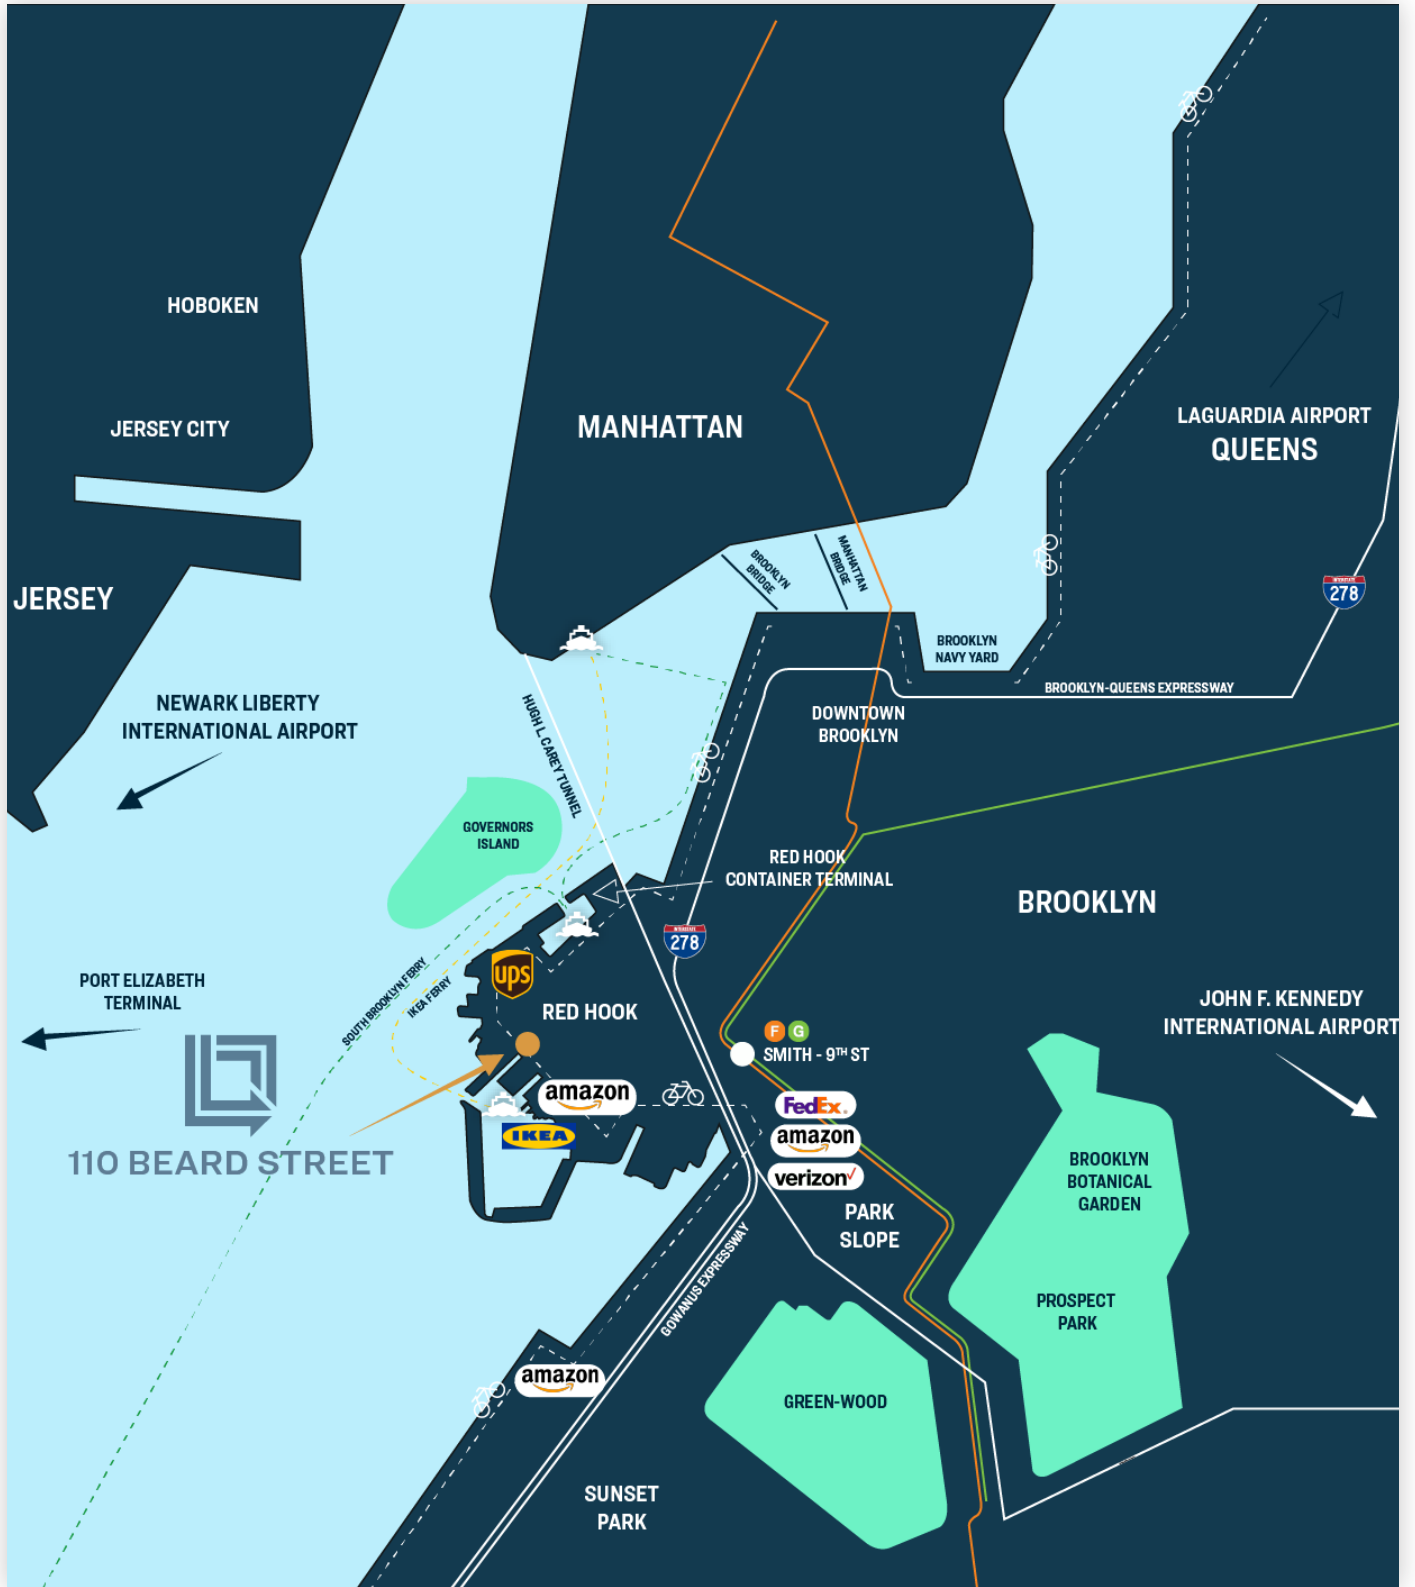 HOBOKEN
JERSEY CITY
MANHATTAN
LAGUARDIA AIRPORT
QUEENS
BROOKLYN
BRIDGE
MANHATTAN
BRIDGE
JERSEY
INTERSTATE
278
BROOKLYN
NAVY YARD
BROOKLYN-QUEENS EXPRESSWAY
NEWARK LIBERTY
INTERNATIONAL AIRPORT
HUGH L. CAREY TUNNEL
DOWNTOWN
BROOKLYN
GOVERNORS
ISLAND
RED HOOK
CONTAINER TERMINAL
BROOKLYN
INTERSTATE
278
PORT ELIZABETH
TERMINAL
SOUTH BROOKLYN FERRY
IKEA FERRY
ups
RED HOOK
JOHN F. KENNEDY
INTERNATIONAL AIRPORT
F G
SMITH - 9TH ST
amazon
FedEx.
IKEA
amazon
verizon
110 BEARD STREET
BROOKLYN
BOTANICAL
GARDEN
PARK
SLOPE
GOWANUS EXPRESSWAY
PROSPECT
PARK
amazon
GREEN-WOOD
SUNSET
PARK